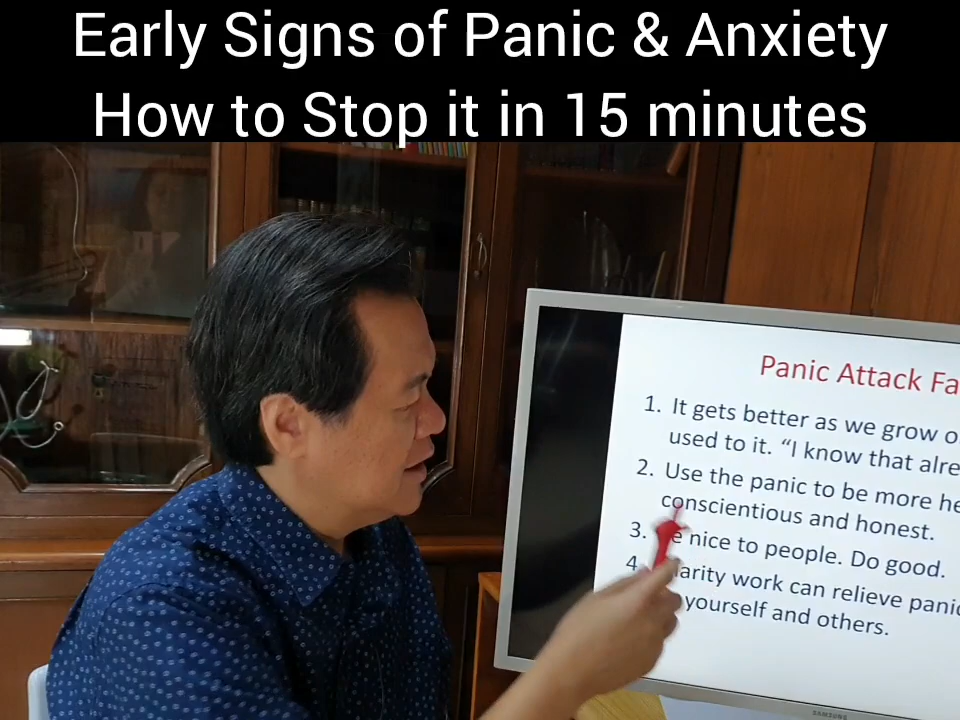 Early Signs of Panic & Anxiety
How to Stop it in 15 minutes
Panic Attack
1. It gets better as we grow
used to it. “I know that
2. Use the panic to be more
conscientious and honest.
3. nice to people. Do good.
4 work can relieve
yourself and others.
SAMSUNG